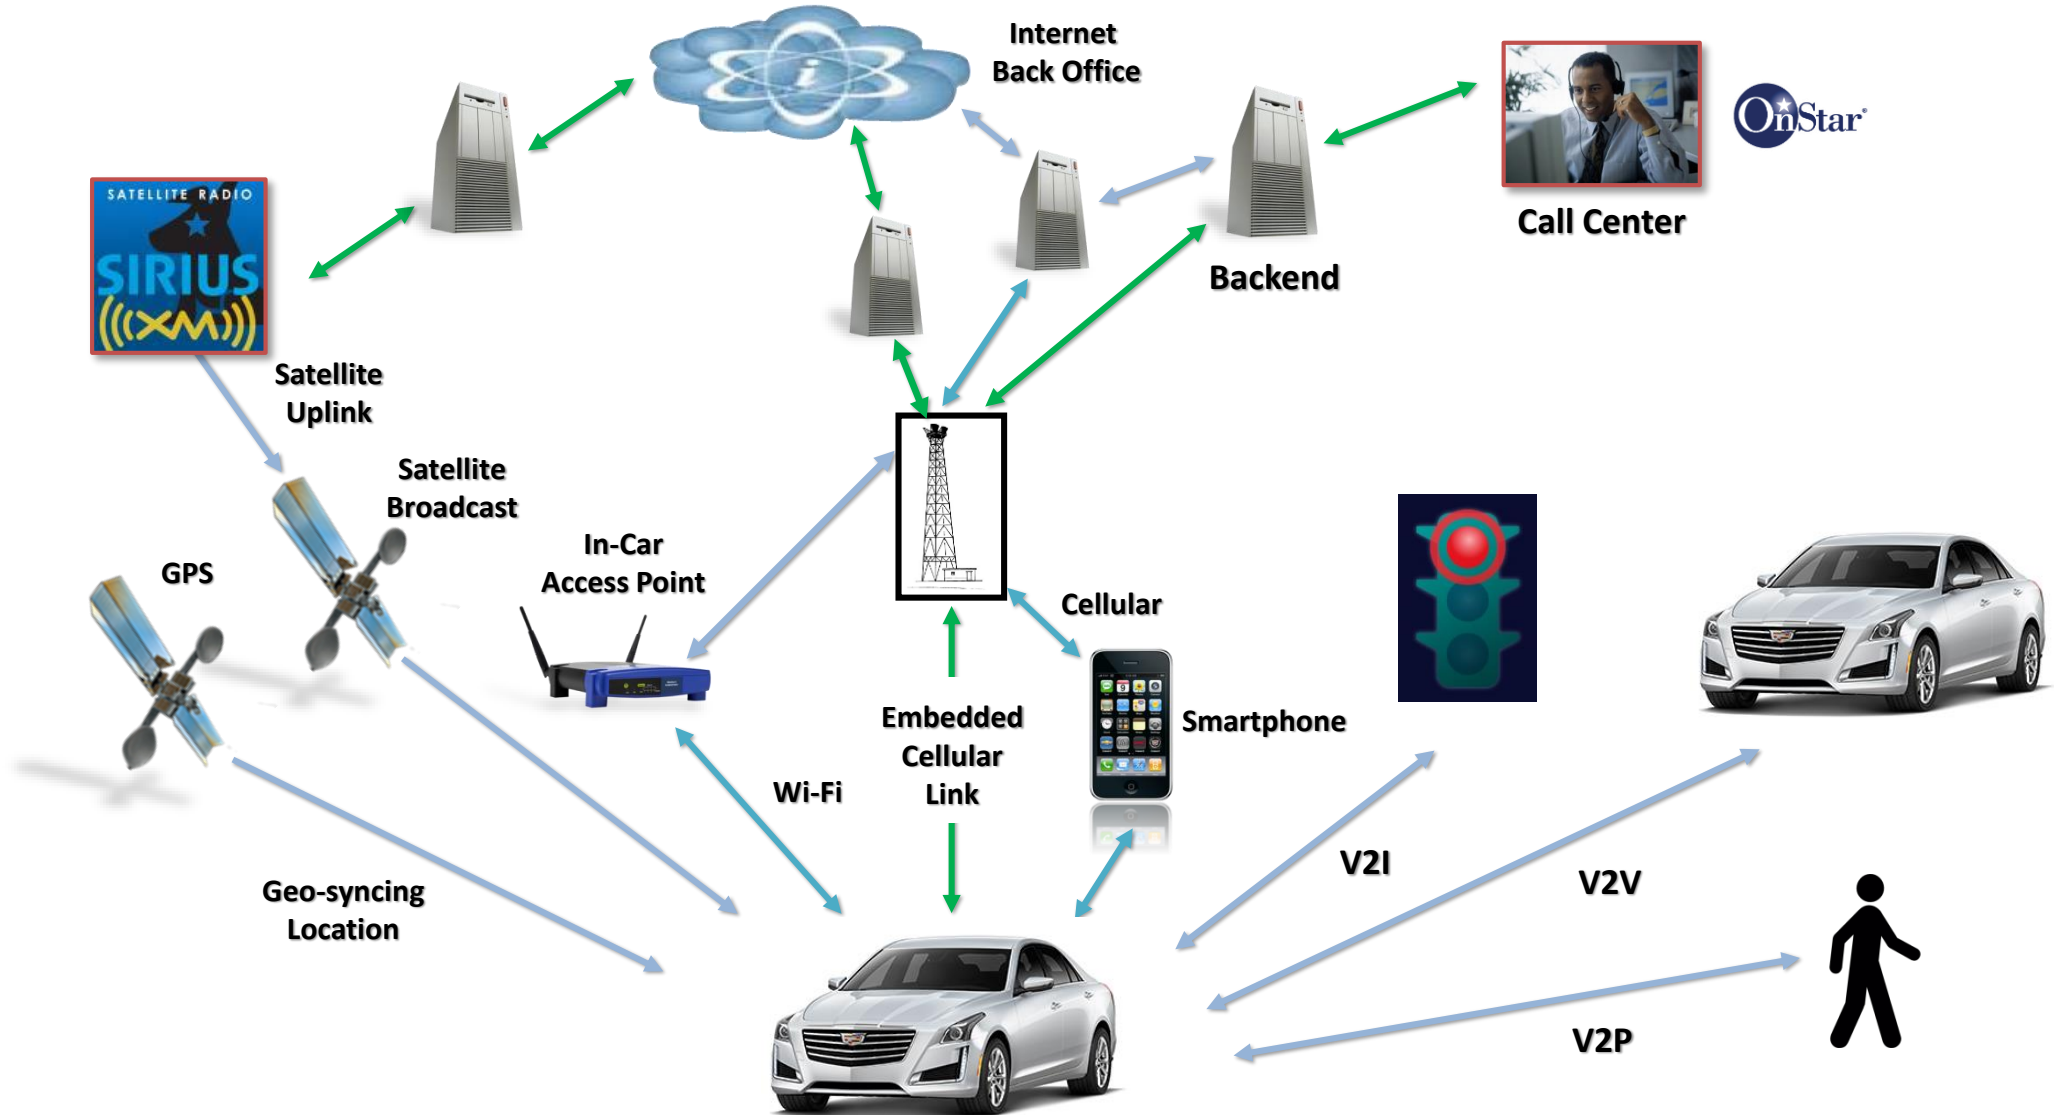 Internet
Back Office
OnStar
Call Center
SATELLITE RADIO
SIRIUS
(((XM)))
Backend
Satellite
Uplink
Satellite
Broadcast
GPS
In-Car
Access Point
Cellular
Smartphone
Embedded
Cellular
Link
Wi-Fi
Geo-syncing
Location
V2I
V2V
V2P